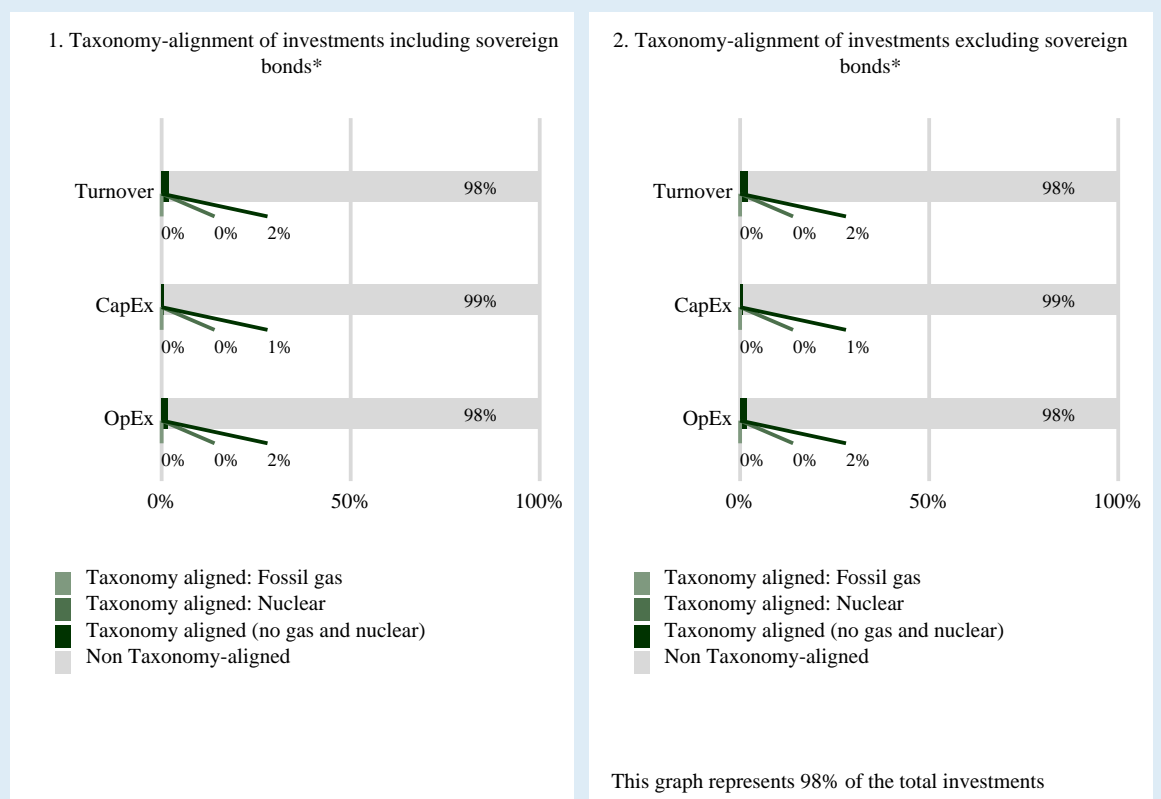 1. Taxonomy-alignment of investments including sovereign
bonds*
Turnover
98%
0% 0% 2%
CapEx
99%
0% 0% 1%
OpEx
98%
0% 0% 2%
0% 50% 100%
Taxonomy aligned: Fossil gas
Taxonomy aligned: Nuclear
Taxonomy aligned (no gas and nuclear)
Non Taxonomy-aligned
2. Taxonomy-alignment of investments excluding sovereign
bonds*
Turnover
98%
0% 0% 2%
CapEx
99%
0% 0% 1%
OpEx
98%
0% 0% 2%
0% 50% 100%
Taxonomy aligned: Fossil gas
Taxonomy aligned: Nuclear
Taxonomy aligned (no gas and nuclear)
Non Taxonomy-aligned
This graph represents 98% of the total investments